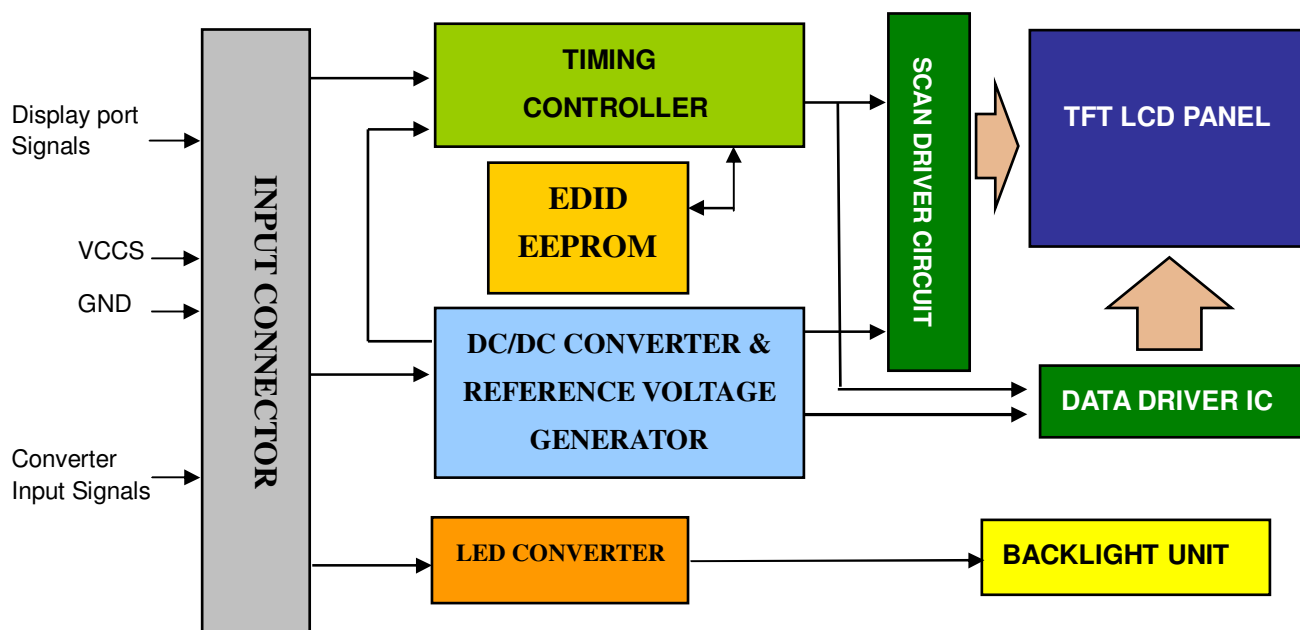 Display port
Signals
VCCS
GND
Converter
Input Signals
INPUT CONNECTOR
TIMING
CONTROLLER
EDID
EEPROM
DC/DC CONVERTER &
REFERENCE VOLTAGE
GENERATOR
LED CONVERTER
SCAN DRIVER CIRCUIT
TFT LCD PANEL
DATA DRIVER IC
BACKLIGHT UNIT